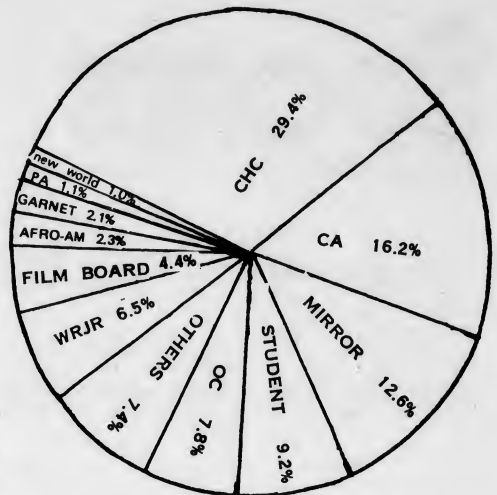 CHC 29.4%
CA 16.2%
MIRROR 12.6%
STUDENT 9.2%
OC 7.8%
OTHERS 7.4%
WRJR 6.5%
FILM BOARD 4.4%
AFRO-AM 2.3%
GARNET 2.1%
PA 1.1%
new world 1.0%